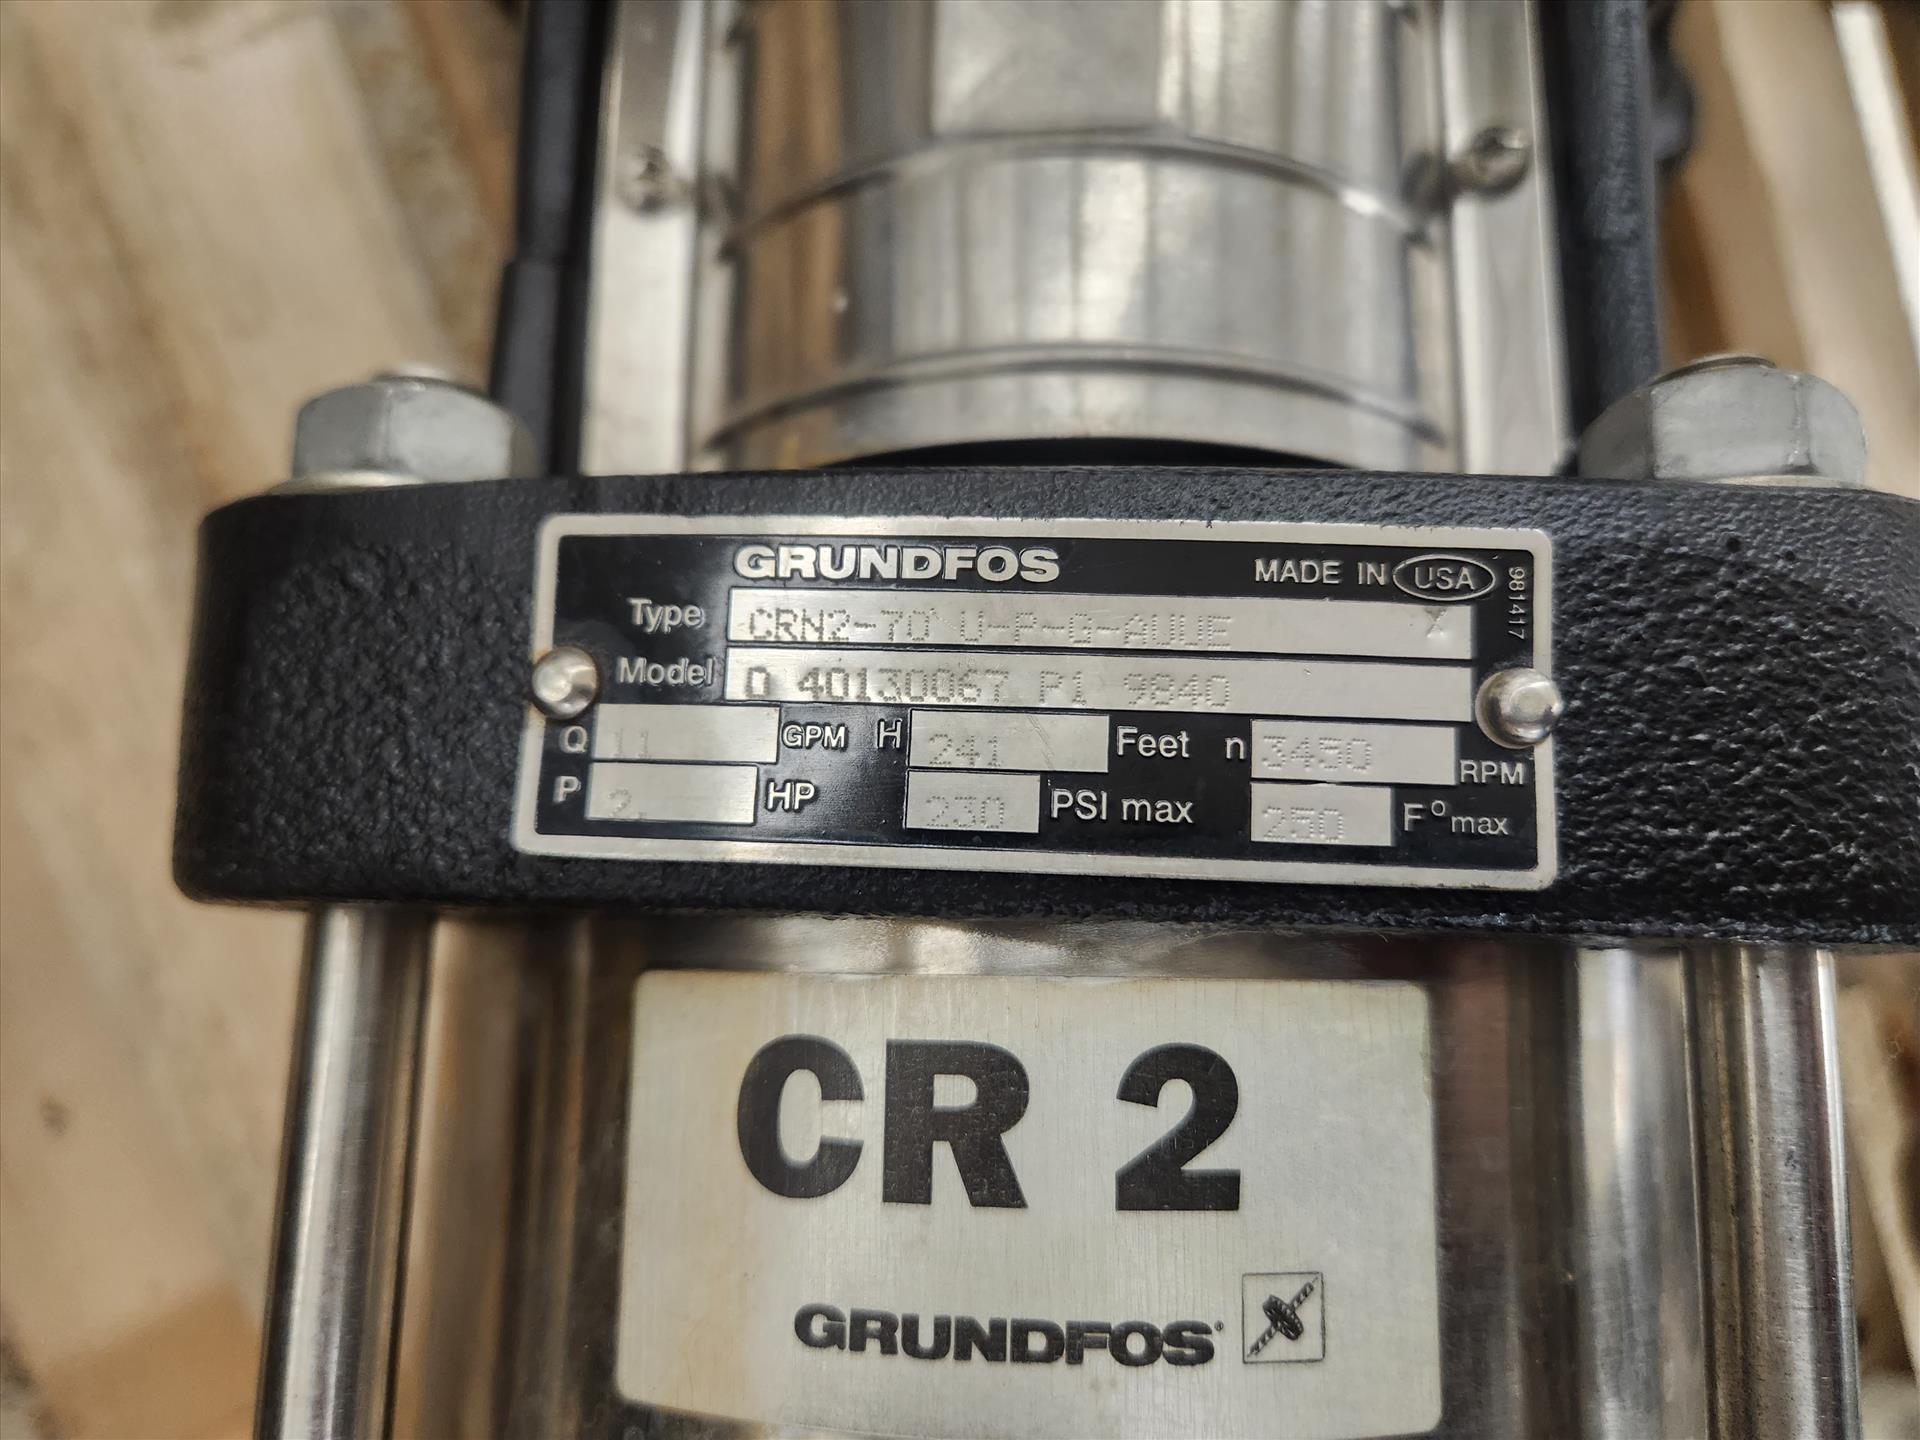 GRUNDFOS MADE IN USA
981417
Type CRN2-70 U-P-G-AUUE X
Model D 40130067 P1 9840
Q 11 GPM H 241 Feet n 3450 RPM
P 2. HP 230 PSI max 250 F° max
CR 2
GRUNDFOS